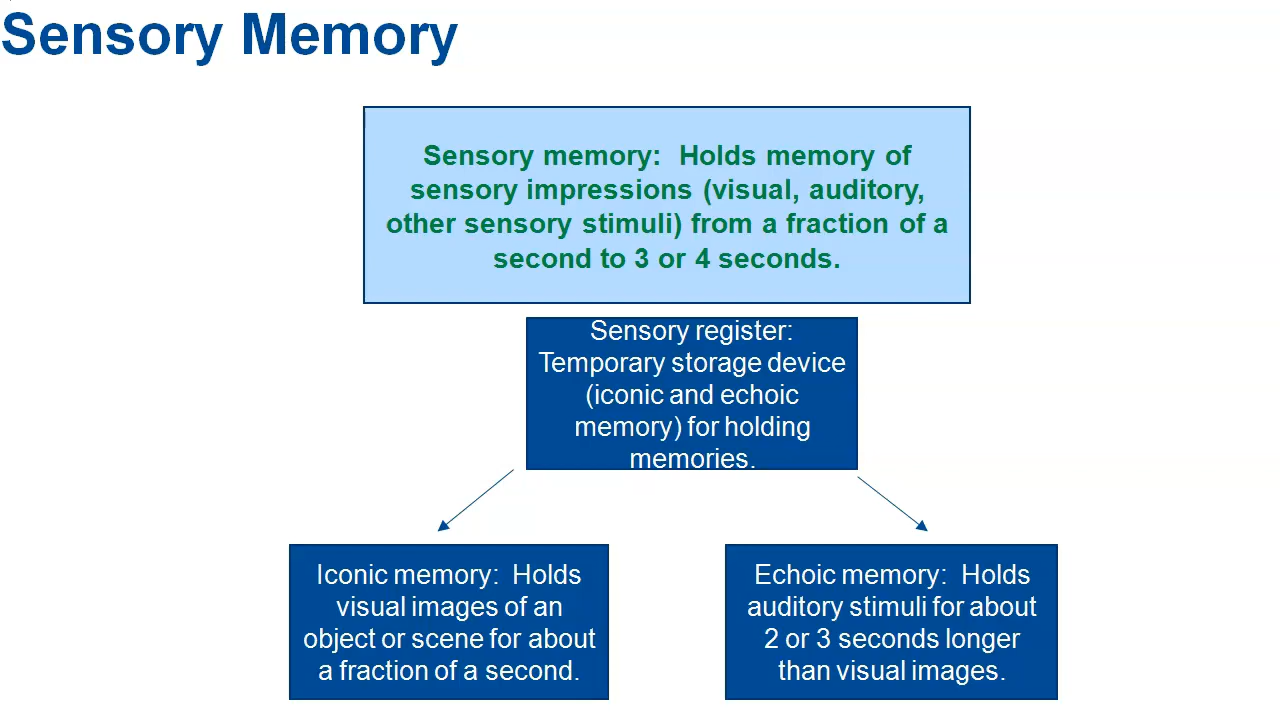 Sensory Memory
Sensory memory:  Holds memory of
sensory impressions (visual, auditory,
other sensory stimuli) from a fraction of a
second to 3 or 4 seconds.
Sensory register:
Temporary storage device
(iconic and echoic
memory) for holding
memories.
Iconic memory:  Holds
visual images of an
object or scene for about
a fraction of a second.
Echoic memory:  Holds
auditory stimuli for about
2 or 3 seconds longer
than visual images.